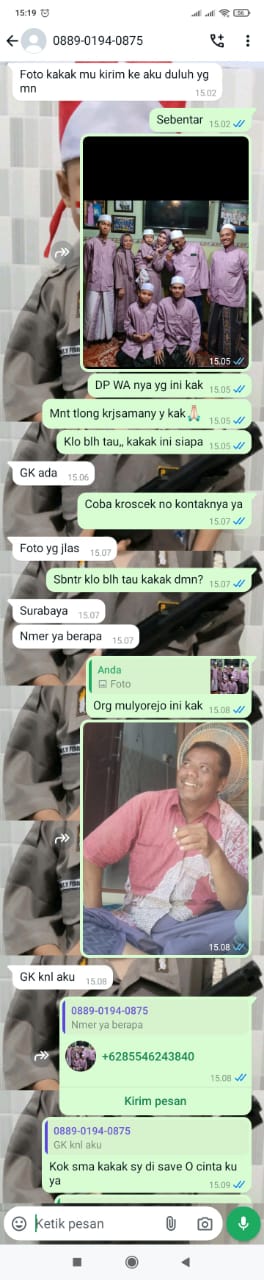 15:19
56
0889-0194-0875
Foto kakak mu kirim ke aku duluh yg
mn
15.02
Sebentar
15.02
15.05
DP WA nya yg ini kak
15.05
Mnt tlong krjsamany y kak🙏🏻
15.05
Klo blh tau,, kakak ini siapa
15.05
GK ada
15.06
Coba kroscek no kontaknya ya
15.07
Foto yg jlas
15.07
Sbntr klo blh tau kakak dmn?
15.07
Surabaya
15.07
Nmer ya berapa
15.07
Anda
Foto
Org mulyorejo ini kak
15.08
15.08
GK knl aku
15.08
0889-0194-0875
Nmer ya berapa
+6285546243840
15.08
Kirim pesan
0889-0194-0875
GK knl aku
Kok sma kakak sy di save O cinta ku
ya
15.09
Ketik pesan